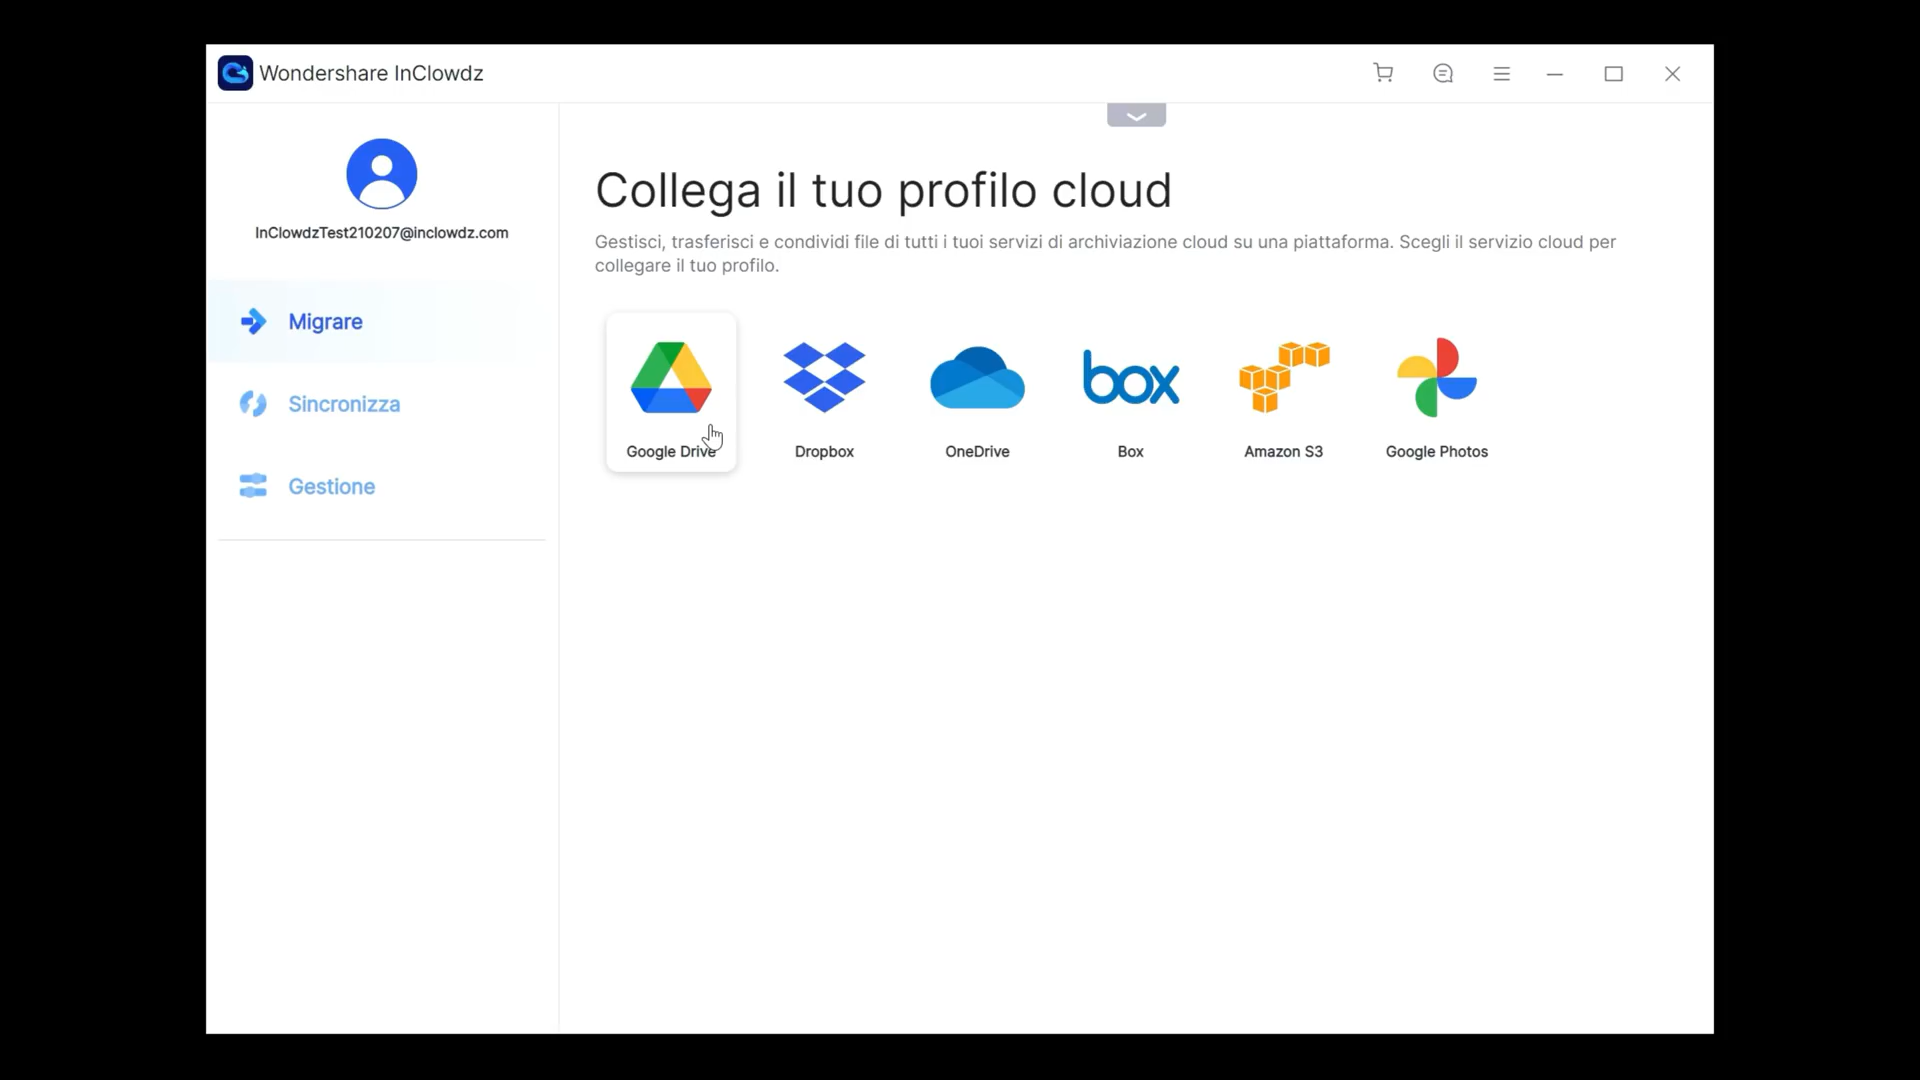 Wondershare InClowdz
InClowdzTest210207@inclowdz.com
Migrare
Sincronizza
Gestione
Collega il tuo profilo cloud
Gestisci, trasferisci e condividi file di tutti i tuoi servizi di archiviazione cloud su una piattaforma. Scegli il servizio cloud per
collegare il tuo profilo.
box
Google Drive
Dropbox
OneDrive
Box
Amazon S3
Google Photos